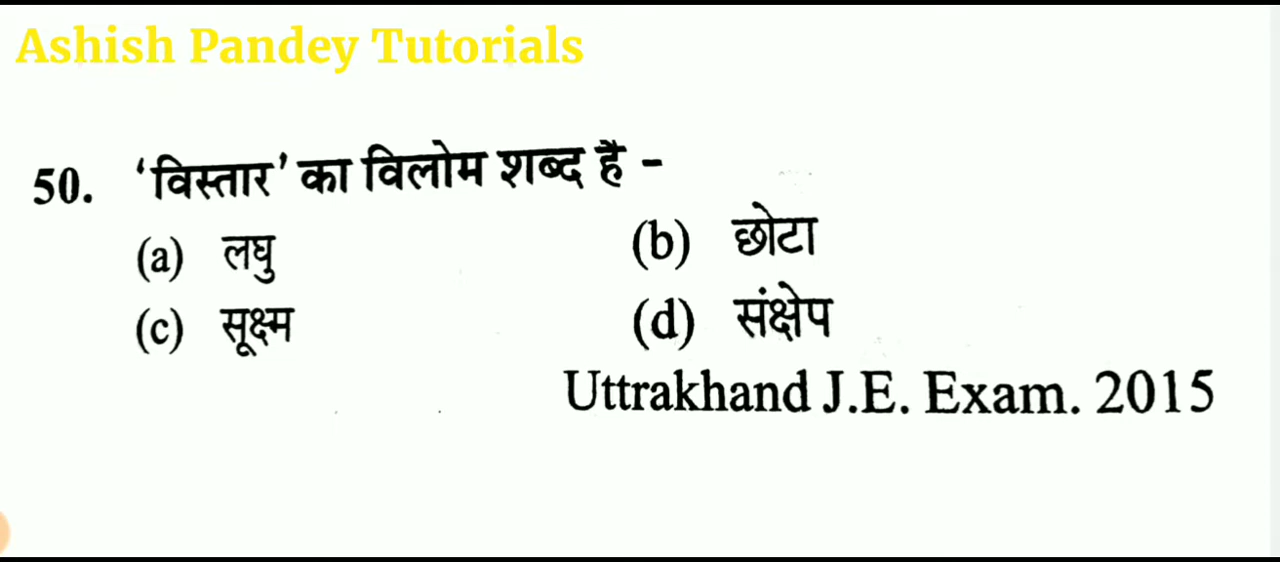 Ashish Pandey Tutorials
50. ‘विस्तार’ का विलोम शब्द है –
(a) लघु (b) छोटा
(c) सूक्ष्म (d) संक्षेप
Uttrakhand J.E. Exam. 2015